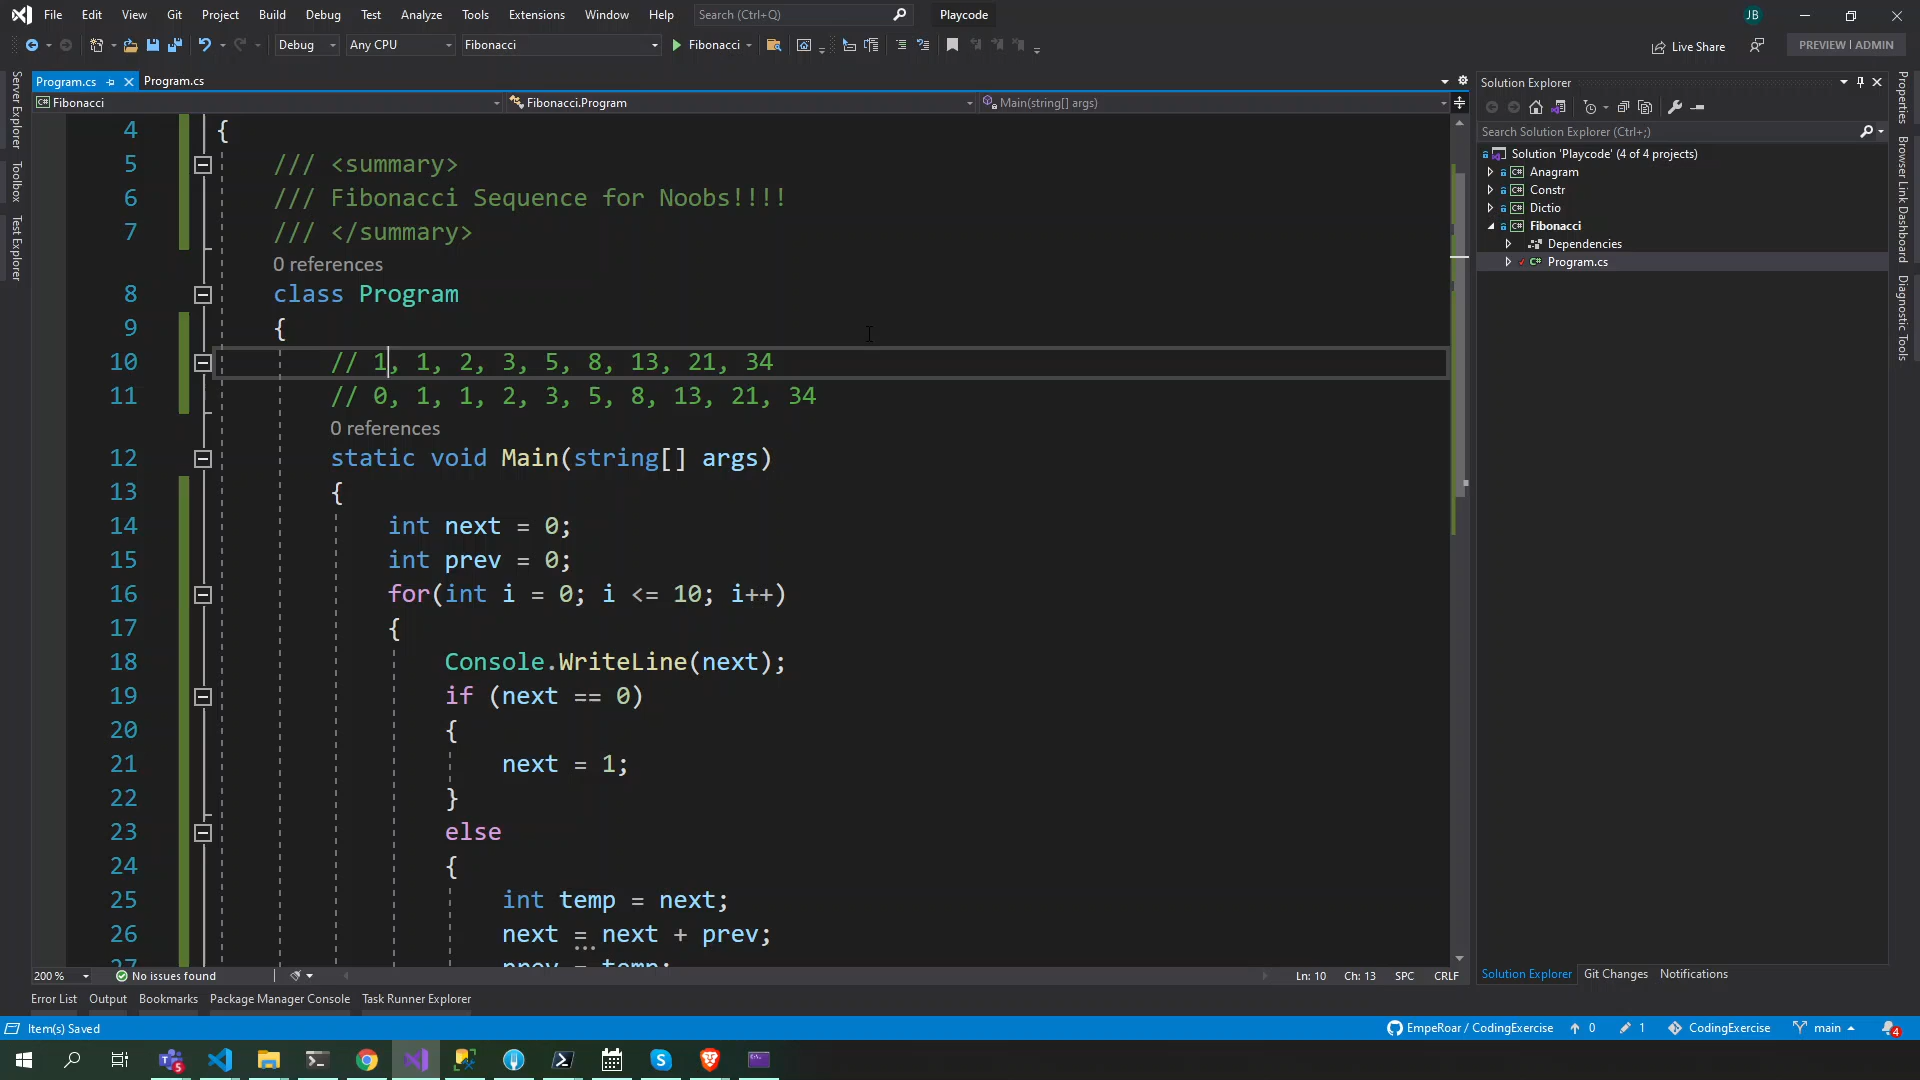 File Edit View Git Project Build Debug Test Analyze Tools Extensions Window Help Search (Ctrl+Q) Playcode JB
Debug Any CPU Fibonacci Fibonacci Live Share PREVIEW | ADMIN
Program.cs Program.cs
Fibonacci Fibonacci.Program Main(string[] args)
4 {
5 /// <summary>
6 /// Fibonacci Sequence for Noobs!!!!
7 /// </summary>
0 references
8 class Program
9 {
10 // 1, 1, 2, 3, 5, 8, 13, 21, 34
11 // 0, 1, 1, 2, 3, 5, 8, 13, 21, 34
0 references
12 static void Main(string[] args)
13 {
14 int next = 0;
15 int prev = 0;
16 for(int i = 0; i <= 10; i++)
17 {
18 Console.WriteLine(next);
19 if (next == 0)
20 {
21 next = 1;
22 }
23 else
24 {
25 int temp = next;
26 next = next + prev;
27 prev = temp;
200 % No issues found Ln: 10 Ch: 13 SPC CRLF
Error List Output Bookmarks Package Manager Console Task Runner Explorer
Item(s) Saved EmpeRoar / CodingExercise 0 1 CodingExercise main 4
Server Explorer
Toolbox
Test Explorer
Solution Explorer
Search Solution Explorer (Ctrl+;)
Solution 'Playcode' (4 of 4 projects)
C# Anagram
C# Constr
C# Dictio
C# Fibonacci
Dependencies
C# Program.cs
Solution Explorer Git Changes Notifications
Properties
Browser Link Dashboard
Diagnostic Tools
5